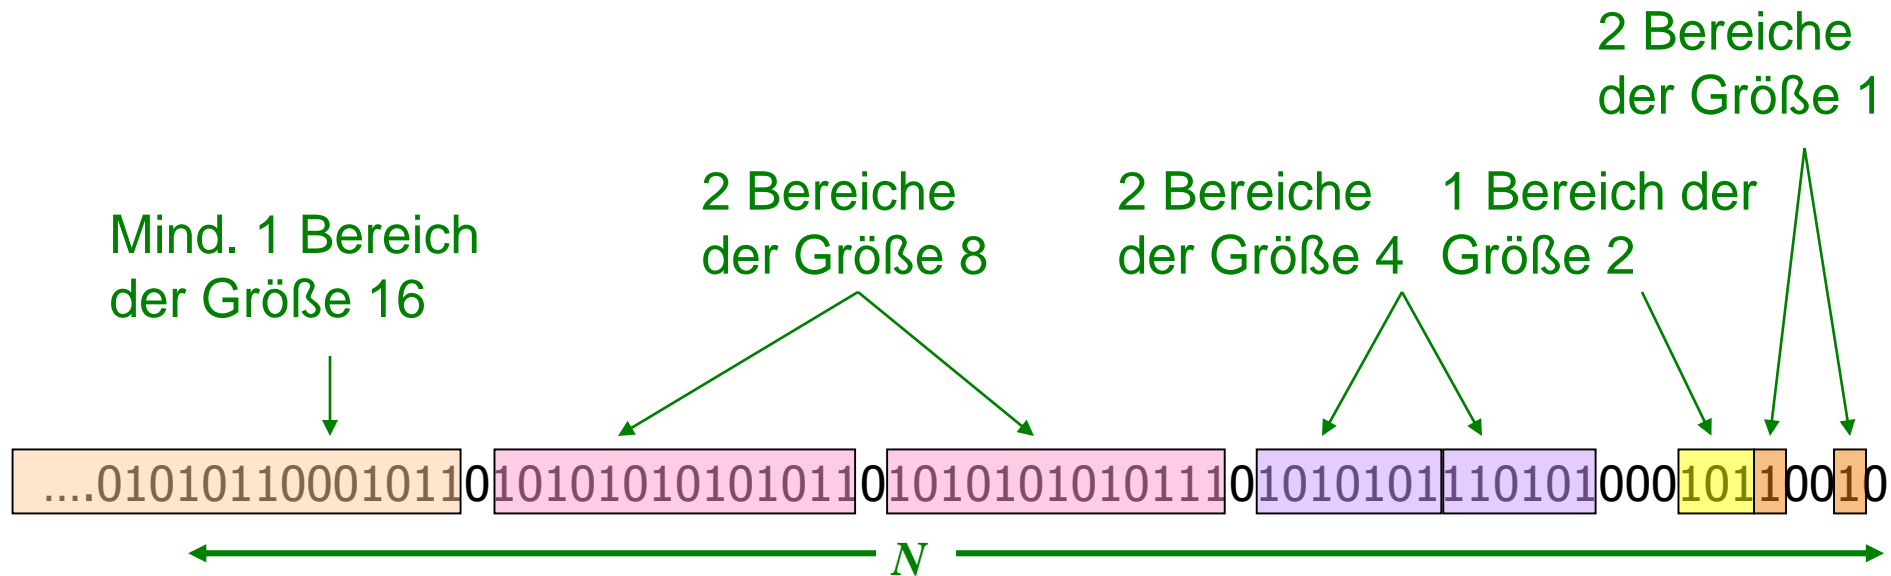 2 Bereiche
der Größe 1
2 Bereiche
der Größe 8
2 Bereiche
der Größe 4
1 Bereich der
Größe 2
Mind. 1 Bereich
der Größe 16
....01010110001011010101010101011010101010101110101010111010100010110010
N